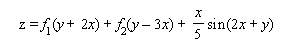 z = f₁(y + 2x) + f₂(y – 3x) + x/5 sin(2x + y)